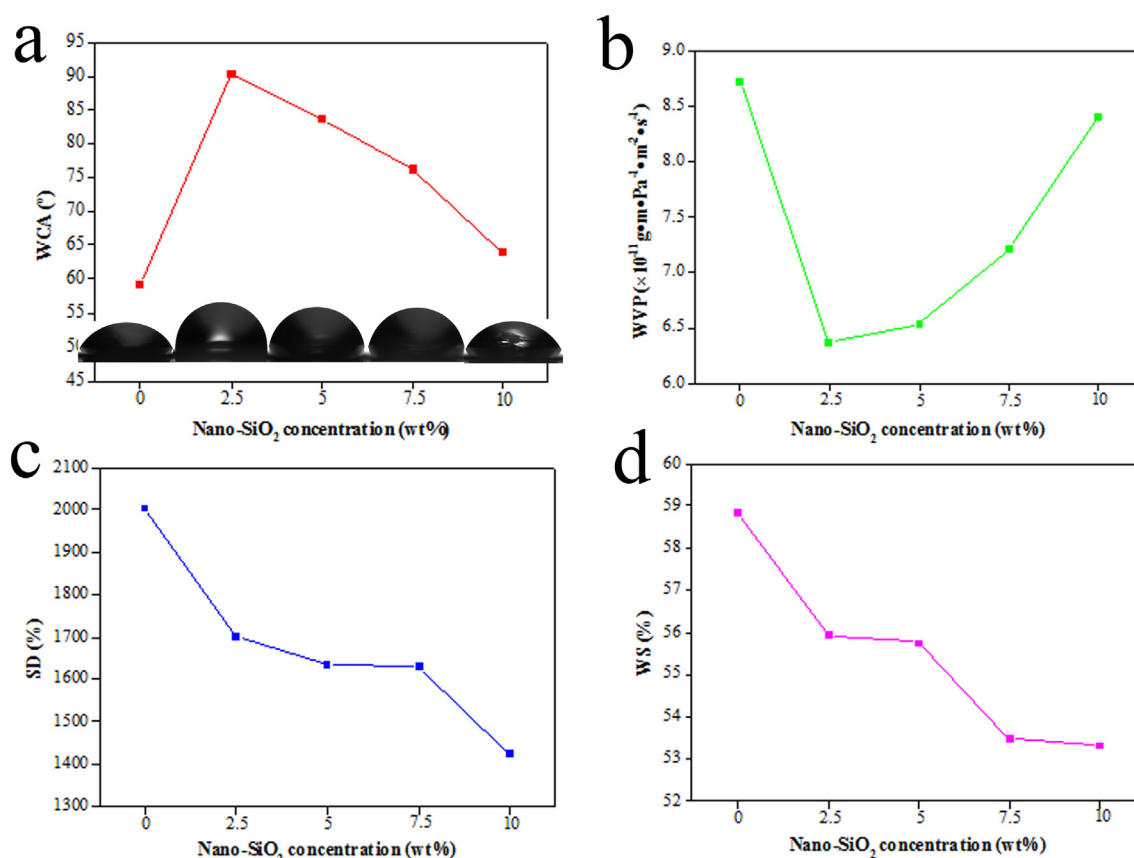 a
95
90
85
80
75
70
65
60
55
50
45
WCA (°)
0 2.5 5 7.5 10
Nano-SiO₂ concentration (wt%)
b
9.0
8.5
8.0
7.5
7.0
6.5
6.0
WVP (×10⁻¹¹ g•m•Pa⁻¹•m²•s⁻¹)
0 2.5 5 7.5 10
Nano-SiO₂ concentration (wt%)
c
2100
2000
1900
1800
1700
1600
1500
1400
1300
SD (%)
0 2.5 5 7.5 10
Nano-SiO₂ concentration (wt%)
d
60
59
58
57
56
55
54
53
52
WS (%)
0 2.5 5 7.5 10
Nano-SiO₂ concentration (wt%)